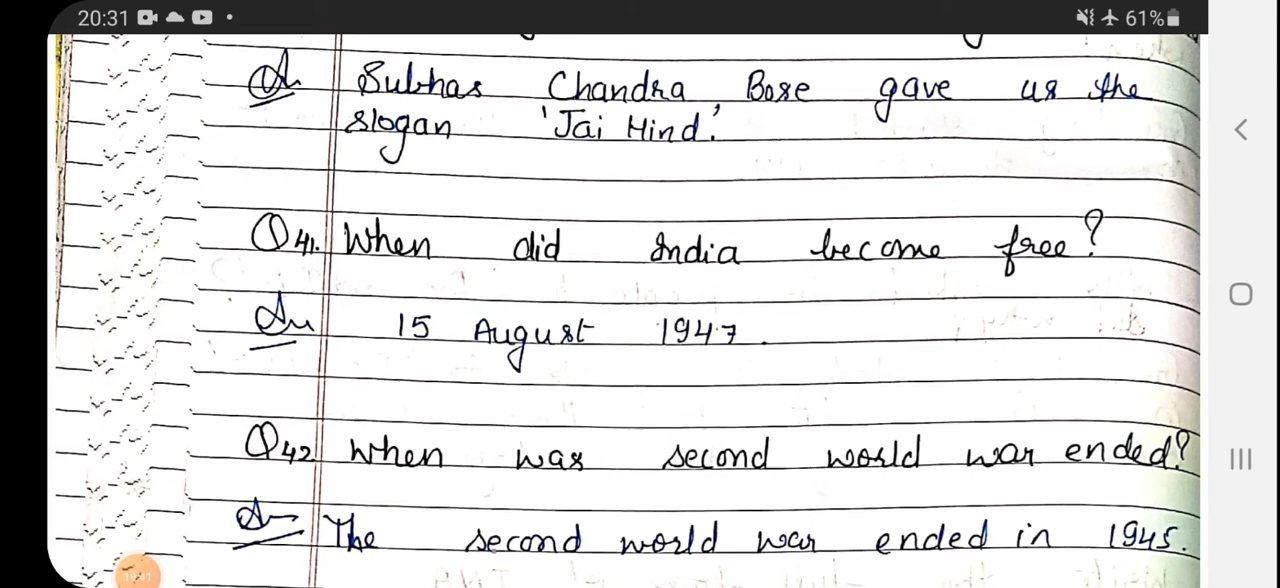 20:31 61%
Ans Subhas Chandra Bose gave us the
slogan 'Jai Hind'.
Q41. When did India become free?
Ans 15 August 1947.
Q42 When was second world war ended?
Ans The second world war ended in 1945.
19:41